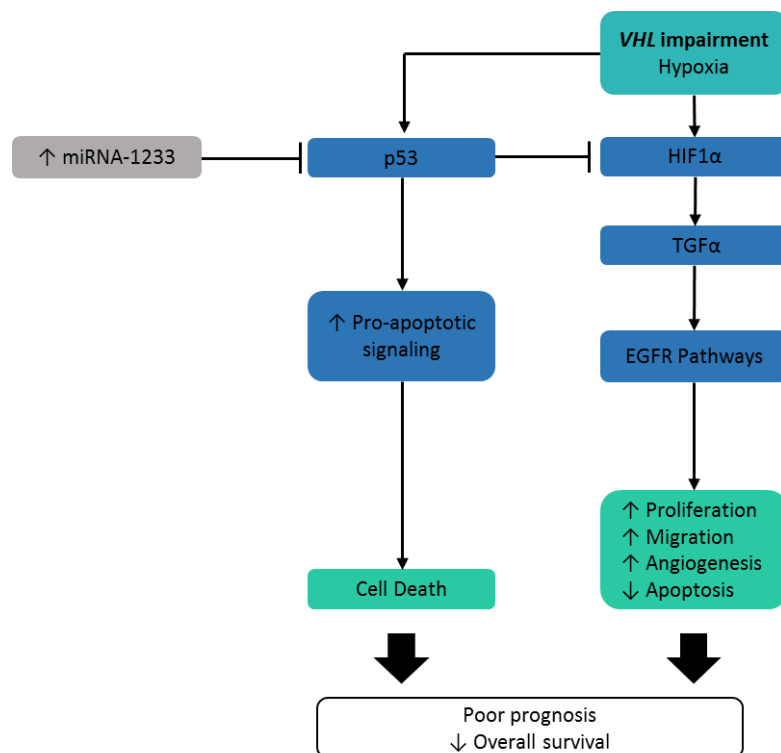 VHL impairment
Hypoxia
↑ miRNA-1233
p53
HIF1α
TGFα
↑ Pro-apoptotic
signaling
EGFR Pathways
↑ Proliferation
↑ Migration
↑ Angiogenesis
↓ Apoptosis
Cell Death
Poor prognosis
↓ Overall survival